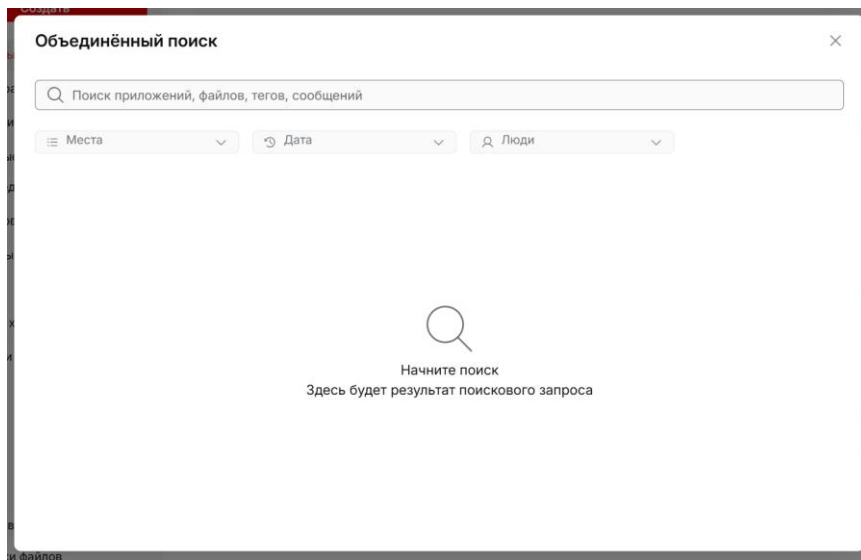 Создать
Объединённый поиск
Поиск приложений, файлов, тегов, сообщений
Места
Дата
Люди
Начните поиск
Здесь будет результат поискового запроса
файлов